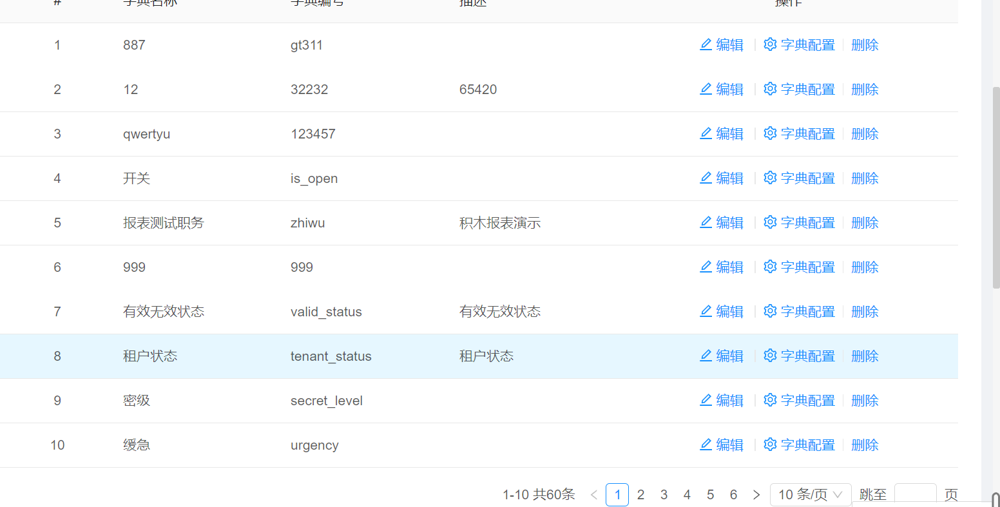 # 字典名称 字典编号 描述 操作
1 887 gt311 编辑 字典配置 删除
2 12 32232 65420 编辑 字典配置 删除
3 qwertyu 123457 编辑 字典配置 删除
4 开关 is_open 编辑 字典配置 删除
5 报表测试职务 zhiwu 积木报表演示 编辑 字典配置 删除
6 999 999 编辑 字典配置 删除
7 有效无效状态 valid_status 有效无效状态 编辑 字典配置 删除
8 租户状态 tenant_status 租户状态 编辑 字典配置 删除
9 密级 secret_level 编辑 字典配置 删除
10 缓急 urgency 编辑 字典配置 删除
1-10 共60条 < 1 2 3 4 5 6 > 10 条/页 跳至 页